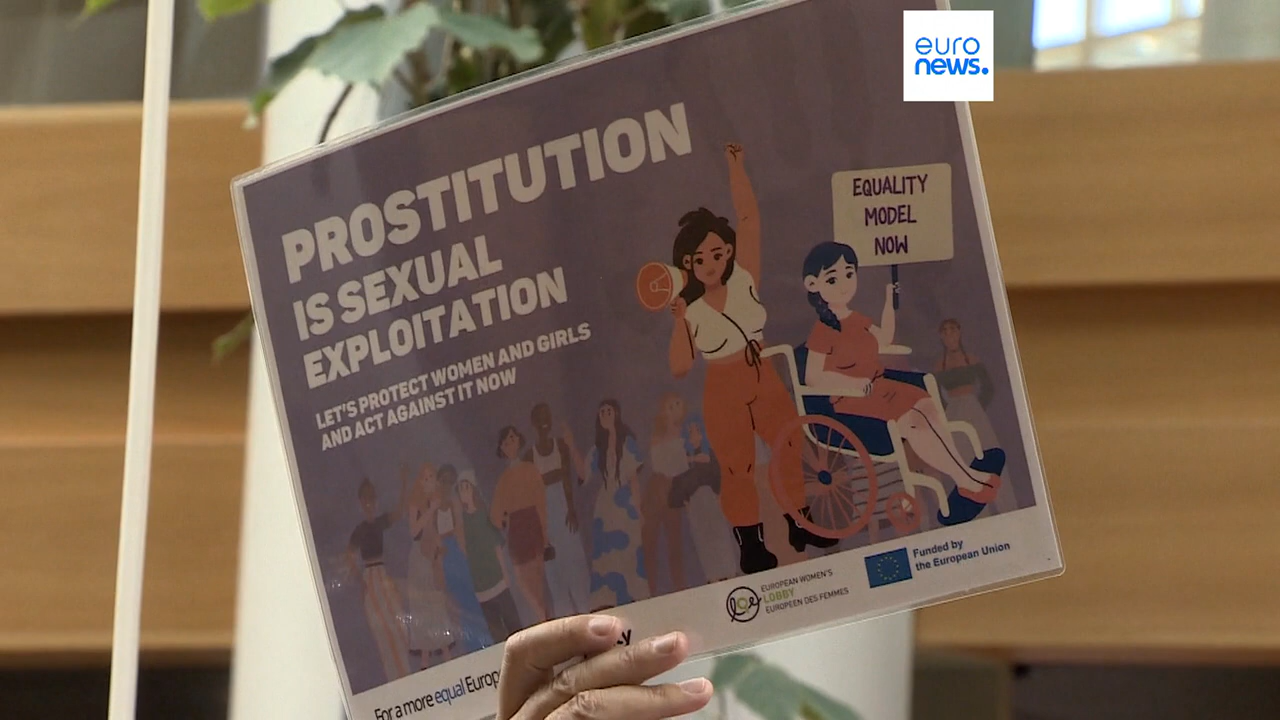 euro
news.
PROSTITUTION
IS SEXUAL
EXPLOITATION
LET'S PROTECT WOMEN AND GIRLS
AND ACT AGAINST IT NOW
EQUALITY
MODEL
NOW
EUROPEAN WOMEN'S
LOBBY
EUROPEEN DES FEMMES
Funded by
the European Union
For a more equal Europ